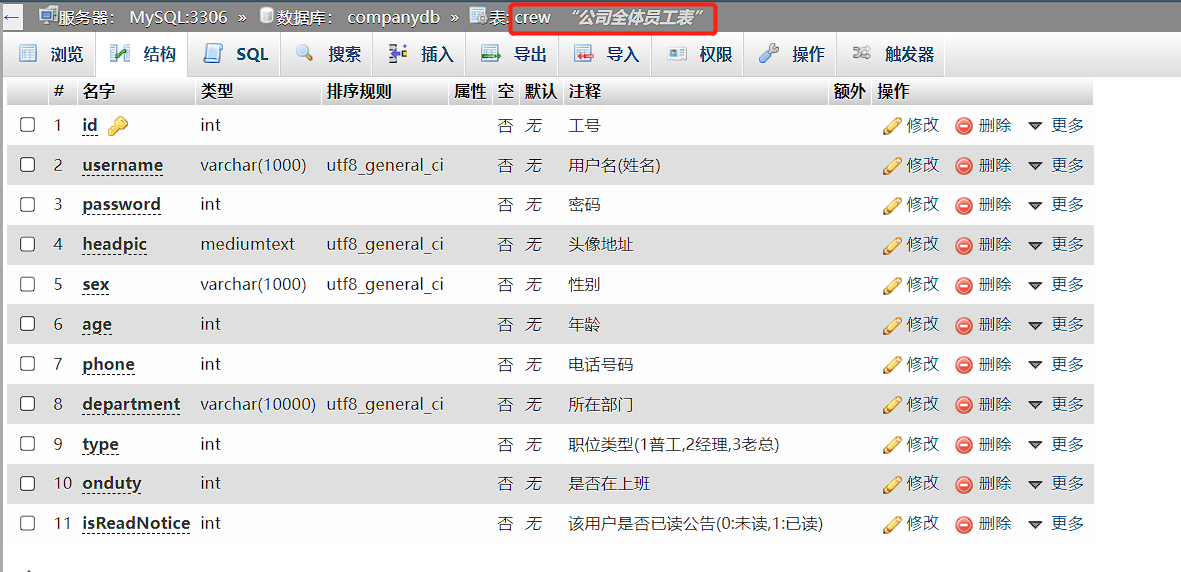 服务器: MySQL:3306 » 数据库: companydb » 表: crew “公司全体员工表”
浏览 结构 SQL 搜索 插入 导出 导入 权限 操作 触发器
# 名字 类型 排序规则 属性 空 默认 注释 额外 操作
1 id int 否 无 工号 修改 删除 更多
2 username varchar(1000) utf8_general_ci 否 无 用户名(姓名) 修改 删除 更多
3 password int 否 无 密码 修改 删除 更多
4 headpic mediumtext utf8_general_ci 否 无 头像地址 修改 删除 更多
5 sex varchar(1000) utf8_general_ci 否 无 性别 修改 删除 更多
6 age int 否 无 年龄 修改 删除 更多
7 phone int 否 无 电话号码 修改 删除 更多
8 department varchar(10000) utf8_general_ci 否 无 所在部门 修改 删除 更多
9 type int 否 无 职位类型(1普工,2经理,3老总) 修改 删除 更多
10 onduty int 否 无 是否在上班 修改 删除 更多
11 isReadNotice int 否 无 该用户是否已读公告(0:未读,1:已读) 修改 删除 更多